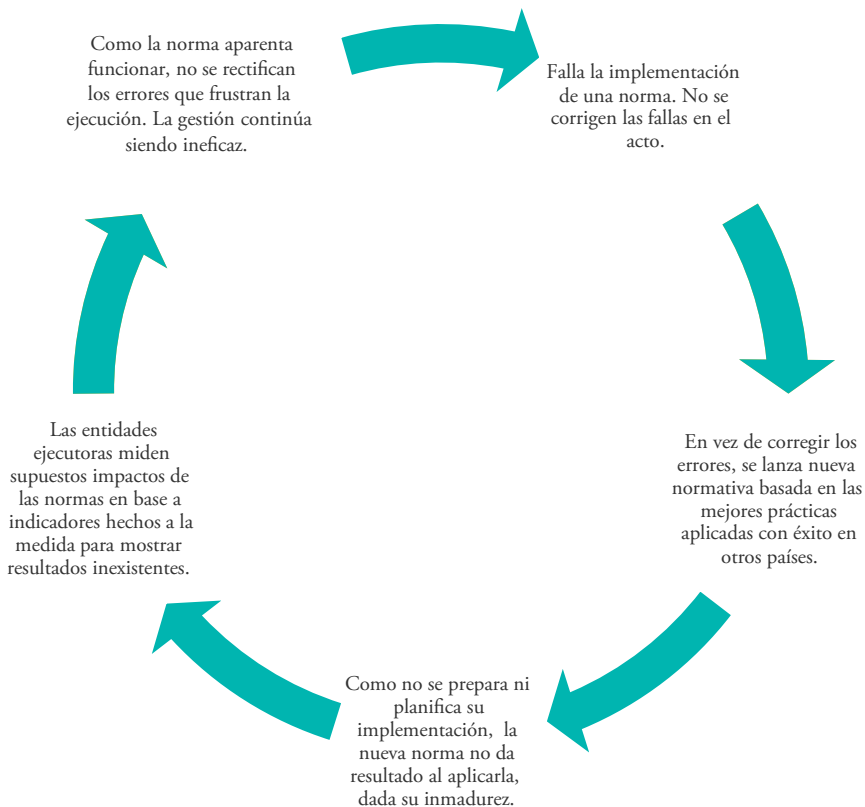 Como la norma aparenta
funcionar, no se rectifican
los errores que frustran la
ejecución. La gestión continúa
siendo ineficaz.
Falla la implementación
de una norma. No se
corrigen las fallas en el
acto.
En vez de corregir los
errores, se lanza nueva
normativa basada en las
mejores prácticas
aplicadas con éxito en
otros países.
Como no se prepara ni
planifica su
implementación, la
nueva norma no da
resultado al aplicarla,
dada su inmadurez.
Las entidades
ejecutoras miden
supuestos impactos de
las normas en base a
indicadores hechos a la
medida para mostrar
resultados inexistentes.